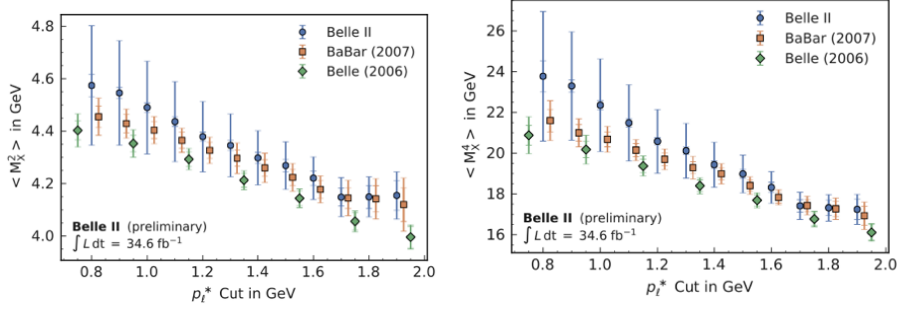 < M_X^2 > in GeV
4.8
4.6
4.4
4.2
4.0
Belle II
BaBar (2007)
Belle (2006)
Belle II (preliminary)
∫ L dt = 34.6 fb⁻¹
0.8 1.0 1.2 1.4 1.6 1.8 2.0
p_ℓ^* Cut in GeV
< M_X^4 > in GeV
26
24
22
20
18
16
Belle II
BaBar (2007)
Belle (2006)
Belle II (preliminary)
∫ L dt = 34.6 fb⁻¹
0.8 1.0 1.2 1.4 1.6 1.8 2.0
p_ℓ^* Cut in GeV